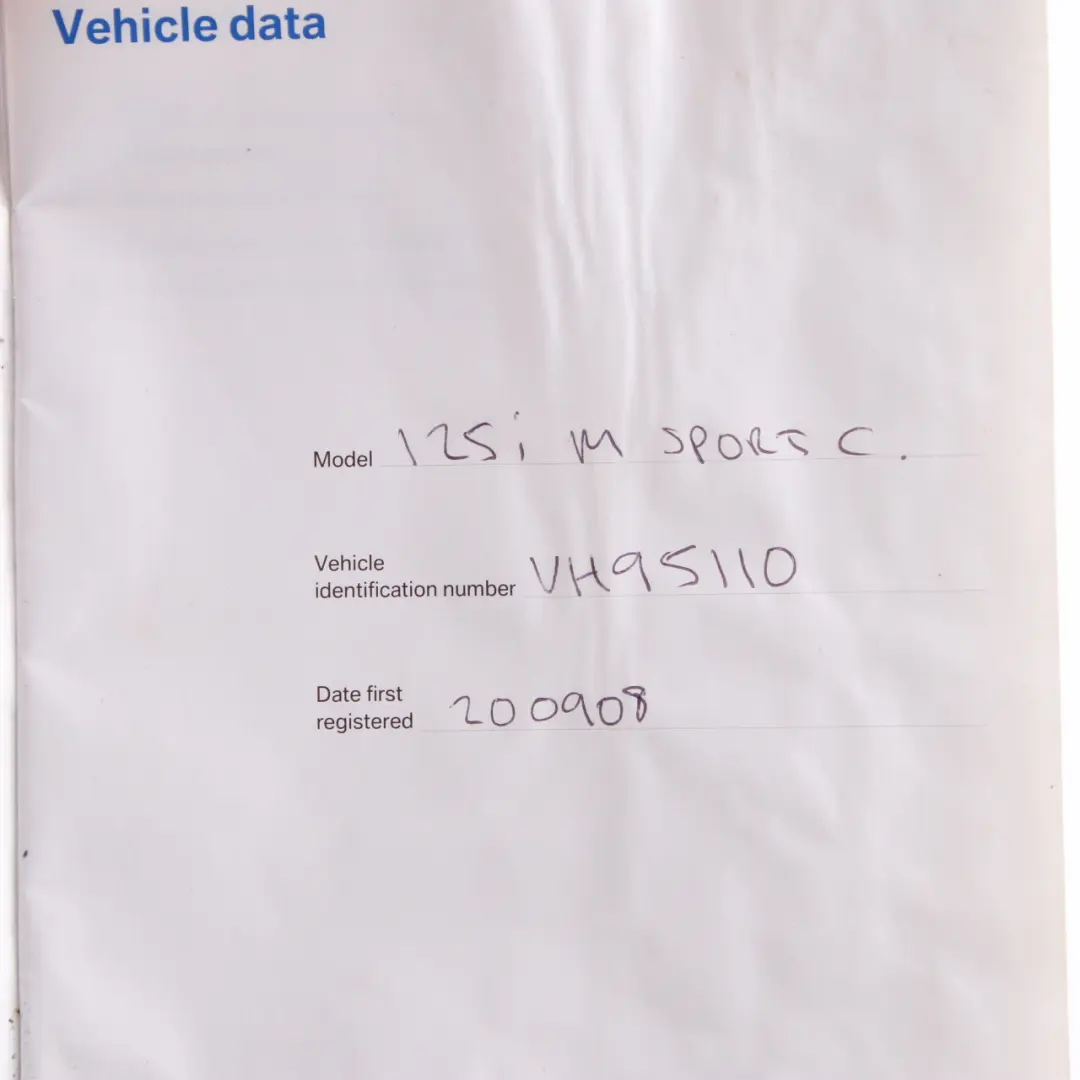 Vehicle data
Model 125i M SPORT C.
Vehicle
identification number VH95110
Date first
registered 200908